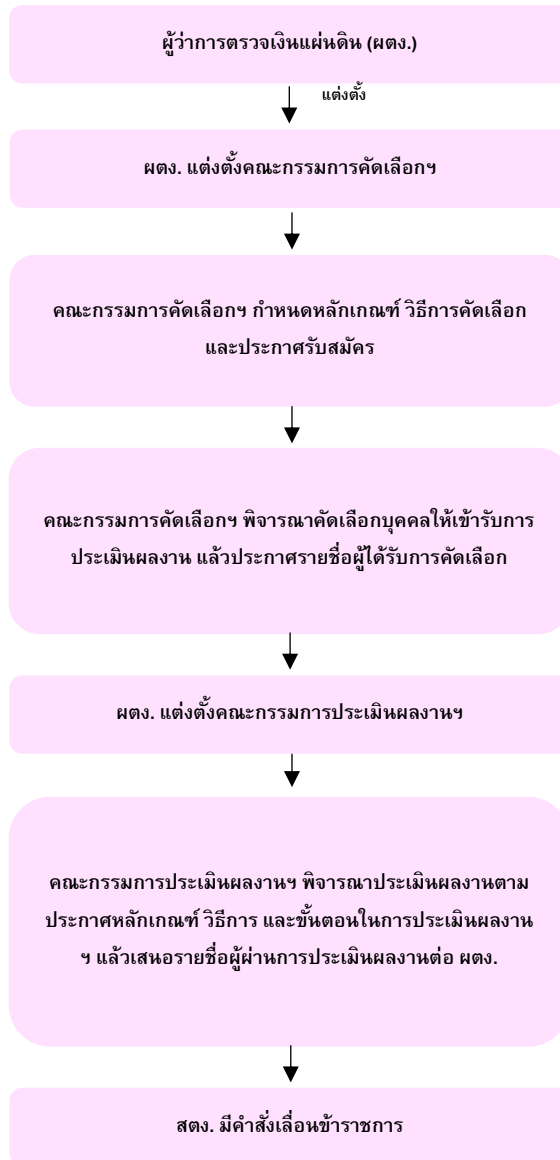 ผู้ว่าการตรวจเงินแผ่นดิน (ผตง.)
แต่งตั้ง
ผตง. แต่งตั้งคณะกรรมการคัดเลือกฯ
คณะกรรมการคัดเลือกฯ กำหนดหลักเกณฑ์ วิธีการคัดเลือก
และประกาศรับสมัคร
คณะกรรมการคัดเลือกฯ พิจารณาคัดเลือกบุคคลให้เข้ารับการ
ประเมินผลงาน แล้วประกาศรายชื่อผู้ได้รับการคัดเลือก
ผตง. แต่งตั้งคณะกรรมการประเมินผลงานฯ
คณะกรรมการประเมินผลงานฯ พิจารณาประเมินผลงานตาม
ประกาศหลักเกณฑ์ วิธีการ และขั้นตอนในการประเมินผลงาน
ฯ แล้วเสนอรายชื่อผู้ผ่านการประเมินผลงานต่อ ผตง.
สตง. มีคำสั่งเลื่อนข้าราชการ